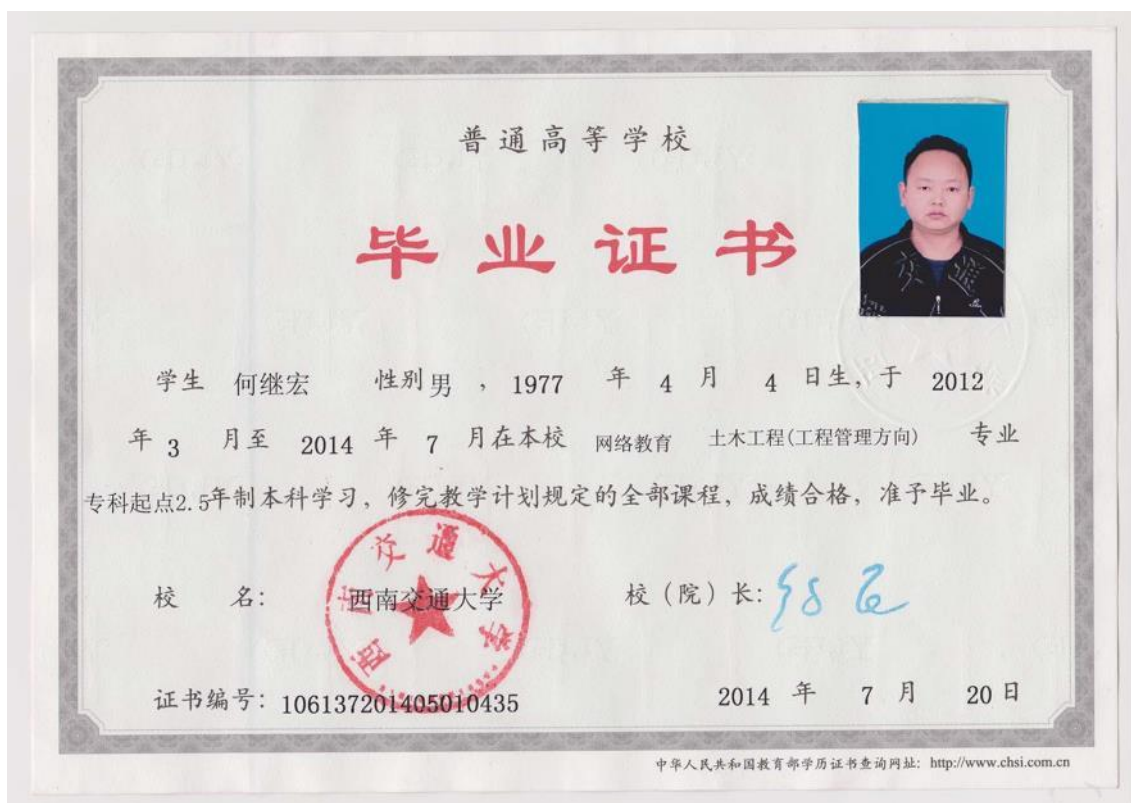 普通高等学校
毕业证书
学生 何继宏 性别 男 , 1977 年 4 月 4 日生, 于 2012
年 3 月至 2014 年 7 月在本校 网络教育 土木工程(工程管理方向) 专业
专科起点2.5年制本科学习, 修完教学计划规定的全部课程, 成绩合格, 准予毕业。
校 名: 西南交通大学 校(院)长:
西南交通大学
证书编号: 106137201405010435 2014 年 7 月 20 日
中华人民共和国教育部学历证书查询网址: http://www.chsi.com.cn